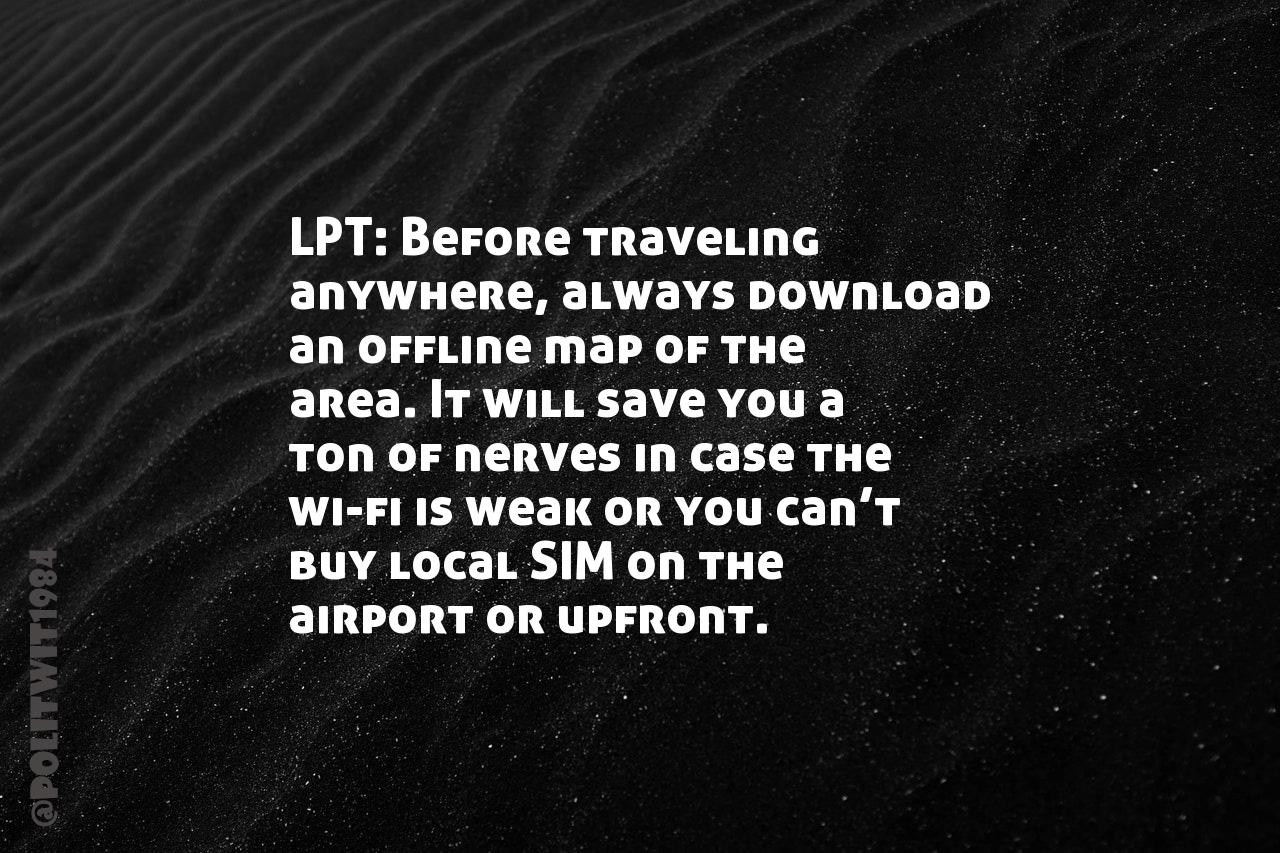 LPT: Before traveling
anywhere, always download
an offline map of the
area. It will save you a
ton of nerves in case the
wi-fi is weak or you can’t
buy local SIM on the
airport or upfront.
@politwit1984